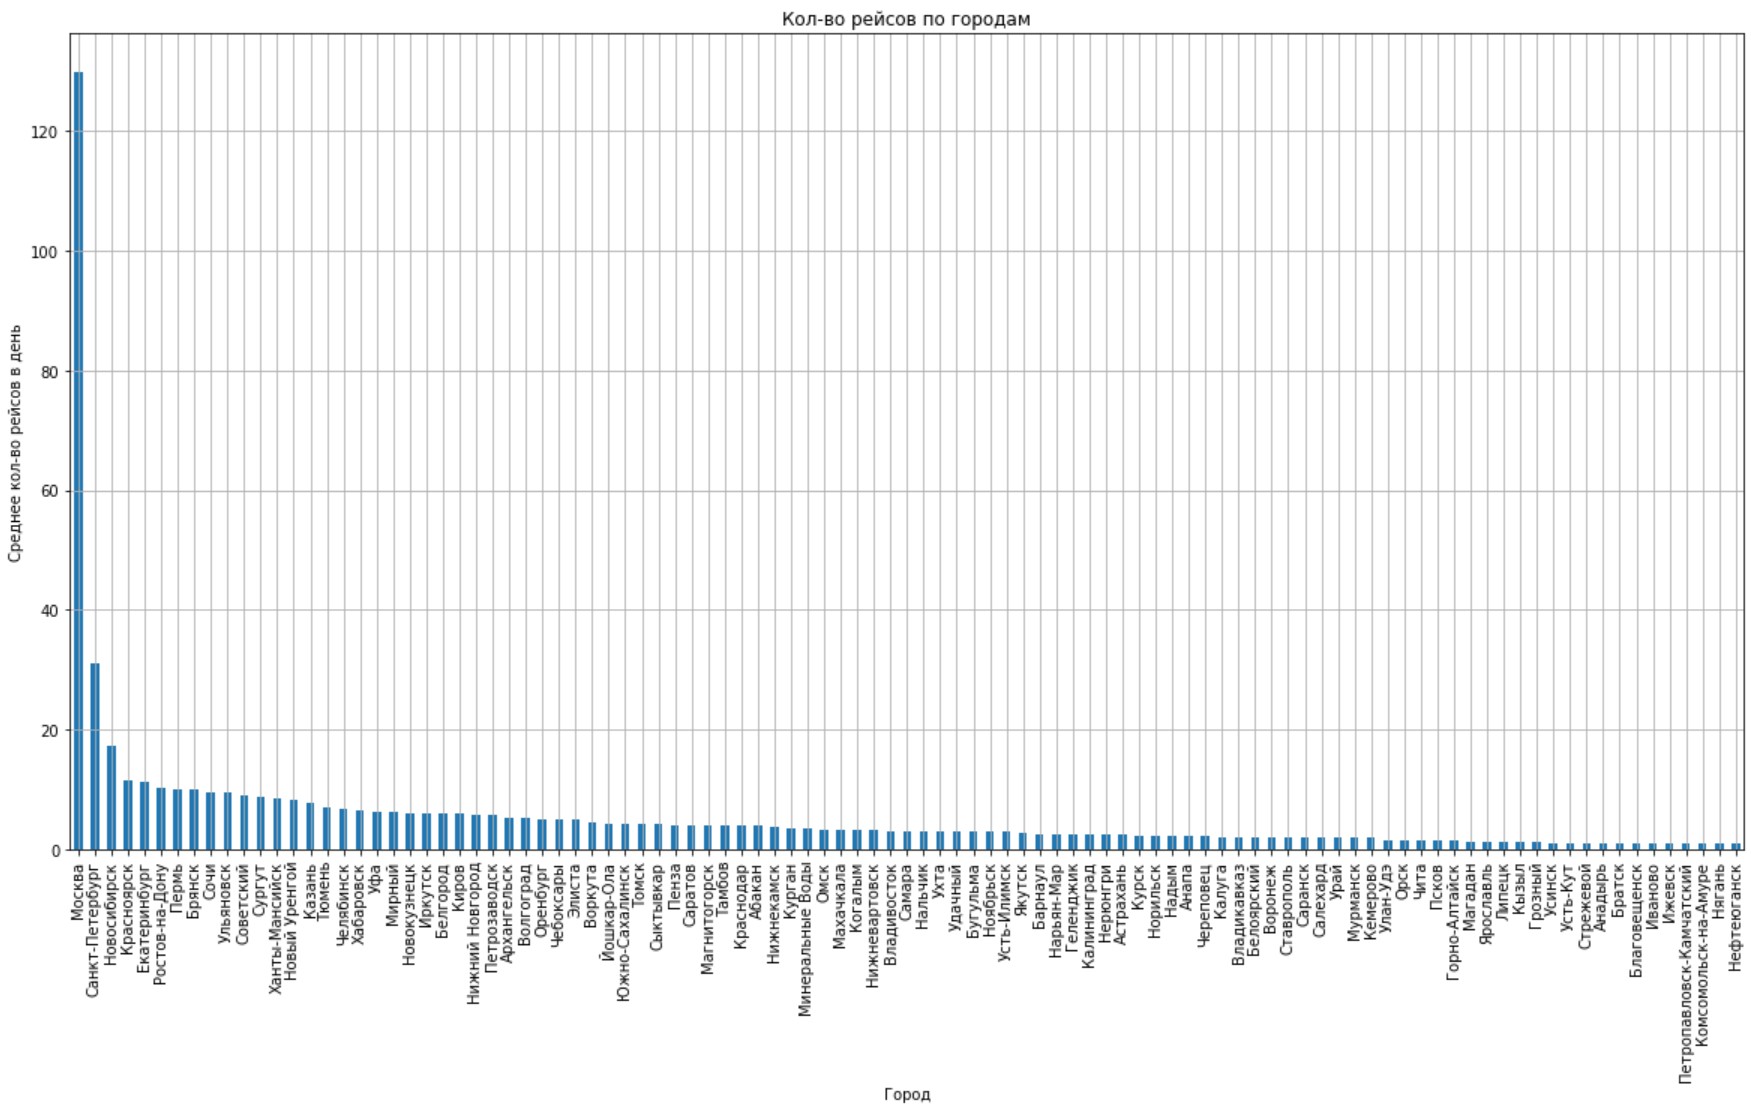 Кол-во рейсов по городам
Среднее кол-во рейсов в день
120
100
80
60
40
20
0
Москва
Санкт-Петербург
Новосибирск
Красноярск
Екатеринбург
Ростов-на-Дону
Пермь
Брянск
Сочи
Ульяновск
Советский
Сургут
Ханты-Мансийск
Новый Уренгой
Казань
Тюмень
Челябинск
Хабаровск
Уфа
Мирный
Новокузнецк
Иркутск
Белгород
Киров
Нижний Новгород
Петрозаводск
Архангельск
Волгоград
Оренбург
Чебоксары
Элиста
Воркута
Йошкар-Ола
Южно-Сахалинск
Томск
Сыктывкар
Пенза
Саратов
Магнитогорск
Тамбов
Краснодар
Абакан
Нижнекамск
Курган
Минеральные Воды
Омск
Махачкала
Когалым
Нижневартовск
Владивосток
Самара
Нальчик
Ухта
Удачный
Бугульма
Ноябрьск
Усть-Илимск
Якутск
Барнаул
Нарьян-Мар
Геленджик
Калининград
Нерюнгри
Астрахань
Курск
Норильск
Надым
Анапа
Череповец
Калуга
Владикавказ
Белоярский
Воронеж
Ставрополь
Саранск
Салехард
Урай
Мурманск
Кемерово
Улан-Удэ
Орск
Чита
Псков
Горно-Алтайск
Магадан
Ярославль
Липецк
Кызыл
Грозный
Усинск
Усть-Кут
Стрежевой
Анадырь
Братск
Благовещенск
Иваново
Ижевск
Петропавловск-Камчатский
Комсомольск-на-Амуре
Нягань
Нефтеюганск
Город